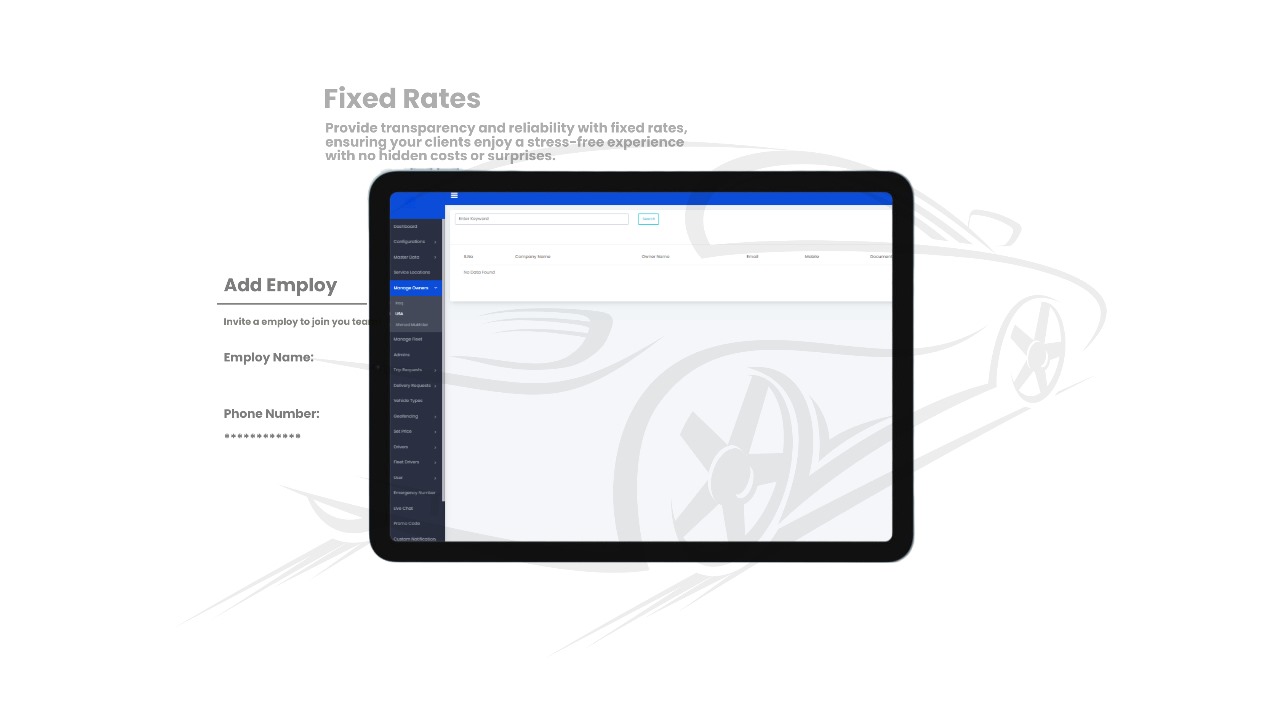 Fixed Rates
Provide transparency and reliability with fixed rates,
ensuring your clients enjoy a stress-free experience
with no hidden costs or surprises.
Add Employ
Invite a employ to join you tea
Employ Name:
Phone Number:
************
Dashboard
Configurations
Master Data
Service Locations
Manage Owners
USA
Manage Fleet
Admins
Trip Requests
Delivery Requests
Vehicle Types
Geofencing
Set Price
Drivers
Fleet Drivers
User
Emergency Number
Live Chat
Promo Code
Custom Notification
Enter Keyword
Search
S.No Company Name Owner Name Email Mobile Document
No Data Found